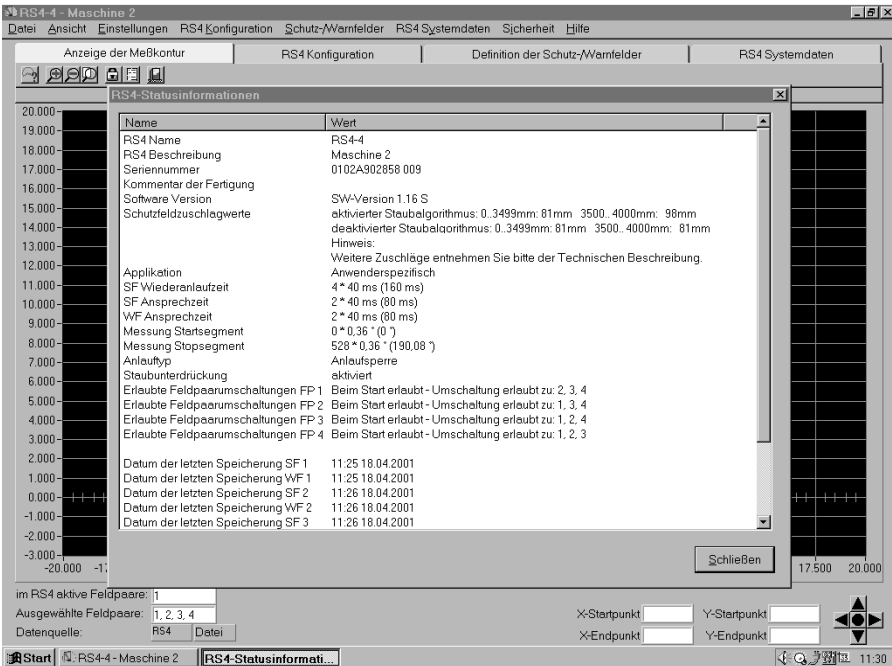 RS4-4 - Maschine 2
Datei Ansicht Einstellungen RS4 Konfiguration Schutz-/Warnfelder RS4 Systemdaten Sicherheit Hilfe
Anzeige der Meßkontur RS4 Konfiguration Definition der Schutz-/Warnfelder RS4 Systemdaten
RS4-Statusinformationen
Name Wert
RS4 Name RS4-4
RS4 Beschreibung Maschine 2
Seriennummer 0102A902858 009
Kommentar der Fertigung
Software Version SW-Version 1.16 S
Schutzfeldzuschlagwerte aktivierter Staubalgorithmus: 0..3499mm: 81mm 3500.. 4000mm: 98mm
deaktivierter Staubalgorithmus: 0..3499mm: 81mm 3500.. 4000mm: 81mm
Hinweis:
Weitere Zuschläge entnehmen Sie bitte der Technischen Beschreibung.
Applikation Anwenderspezifisch
SF Wiederanlaufzeit 4 * 40 ms (160 ms)
SF Ansprechzeit 2 * 40 ms (80 ms)
WF Ansprechzeit 2 * 40 ms (80 ms)
Messung Startsegment 0 * 0,36 ° (0 °)
Messung Stopsegment 528 * 0,36 ° (190,08 °)
Anlauftyp Anlaufsperre
Staubunterdrückung aktiviert
Erlaubte Feldpaarumschaltungen FP 1 Beim Start erlaubt - Umschaltung erlaubt zu: 2, 3, 4
Erlaubte Feldpaarumschaltungen FP 2 Beim Start erlaubt - Umschaltung erlaubt zu: 1, 3, 4
Erlaubte Feldpaarumschaltungen FP 3 Beim Start erlaubt - Umschaltung erlaubt zu: 1, 2, 4
Erlaubte Feldpaarumschaltungen FP 4 Beim Start erlaubt - Umschaltung erlaubt zu: 1, 2, 3
Datum der letzten Speicherung SF 1 11:25 18.04.2001
Datum der letzten Speicherung WF 1 11:25 18.04.2001
Datum der letzten Speicherung SF 2 11:26 18.04.2001
Datum der letzten Speicherung WF 2 11:26 18.04.2001
Datum der letzten Speicherung SF 3 11:26 18.04.2001
Schließen
20.000
19.000
18.000
17.000
16.000
15.000
14.000
13.000
12.000
11.000
10.000
9.000
8.000
7.000
6.000
5.000
4.000
3.000
2.000
1.000
0.000
-1.000
-2.000
-3.000
-20.000 17.500 20.000
im RS4 aktive Feldpaare: 1
Ausgewählte Feldpaare: 1, 2, 3, 4
Datenquelle: RS4 Datei
X-Startpunkt Y-Startpunkt
X-Endpunkt Y-Endpunkt
Start RS4-4 - Maschine 2 RS4-Statusinformati... 11:30